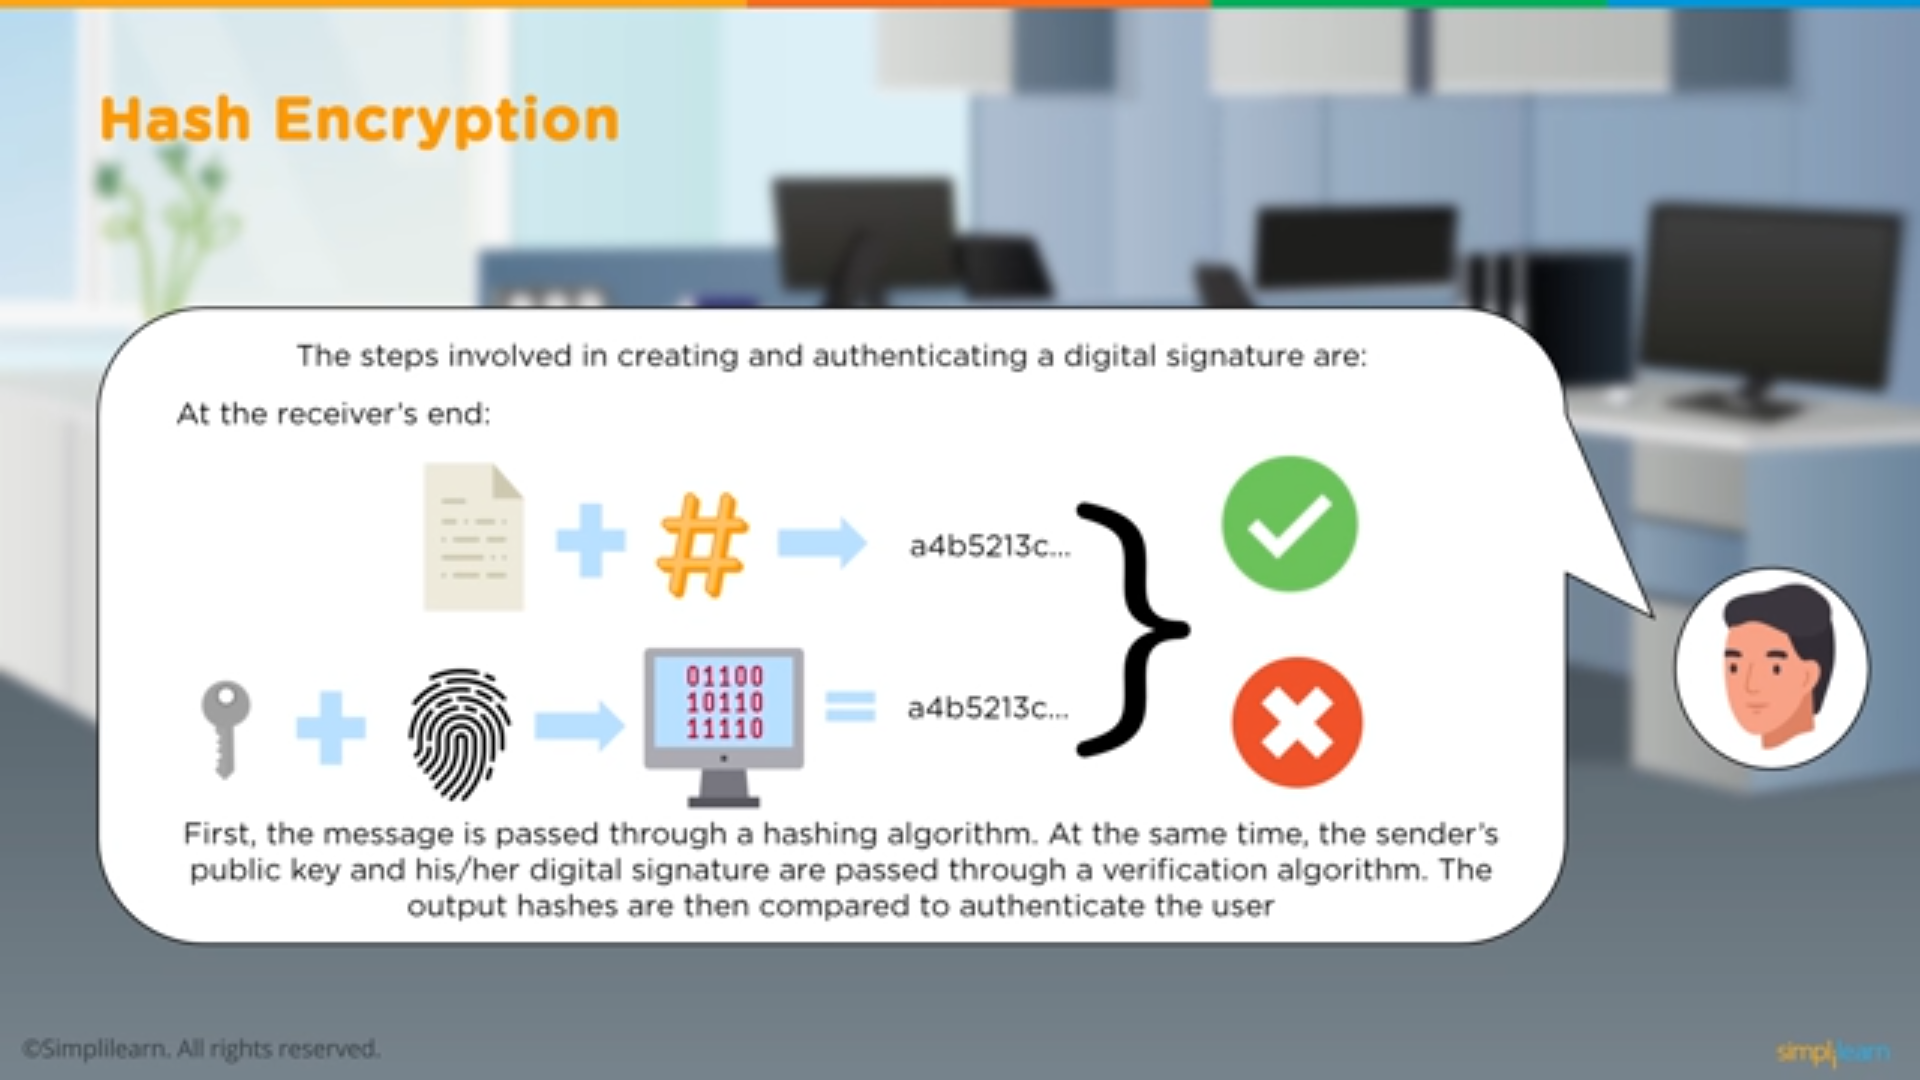 Hash Encryption
The steps involved in creating and authenticating a digital signature are:
At the receiver's end:
# a4b5213c...
01100
10110
11110
= a4b5213c...
First, the message is passed through a hashing algorithm. At the same time, the sender's
public key and his/her digital signature are passed through a verification algorithm. The
output hashes are then compared to authenticate the user
©Simplilearn. All rights reserved.
simplilearn